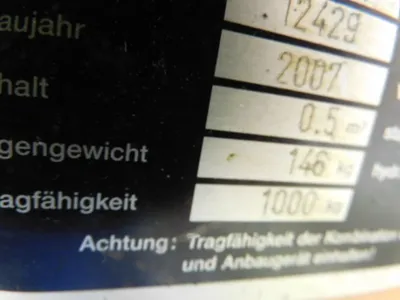 12429
aujahr 2007
halt 0.5 m³
gengewicht 146 kg
agfähigkeit 1000 kg
Achtung: Tragfähigkeit der Kombination
und Anbaugerät einhalten!